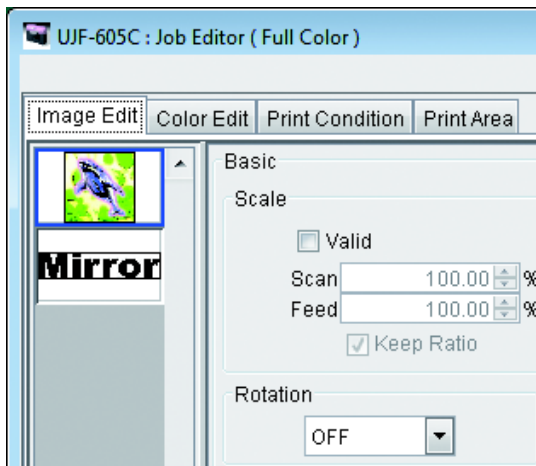 UJF-605C : Job Editor ( Full Color )
Image Edit Color Edit Print Condition Print Area
Mirror
Basic
Scale
Valid
Scan 100.00 %
Feed 100.00 %
Keep Ratio
Rotation
OFF